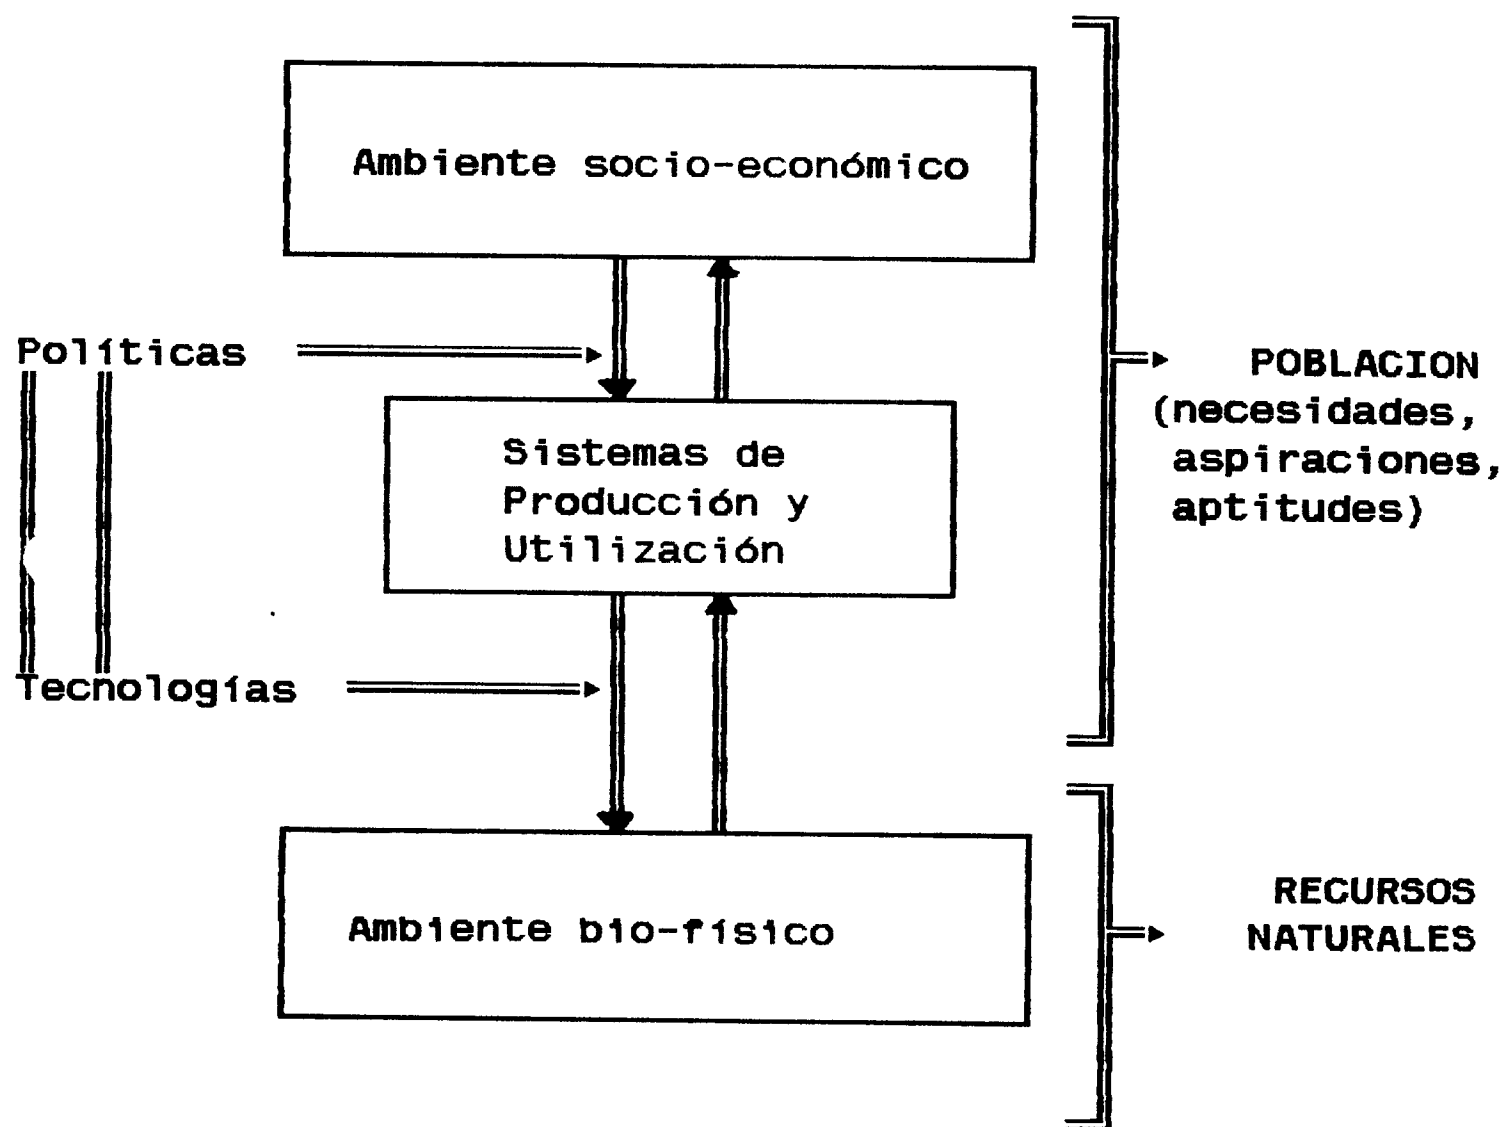 Ambiente socio-económico
Políticas
Sistemas de
Producción y
Utilización
Tecnologías
Ambiente bio-físico
POBLACION
(necesidades,
aspiraciones,
aptitudes)
RECURSOS
NATURALES